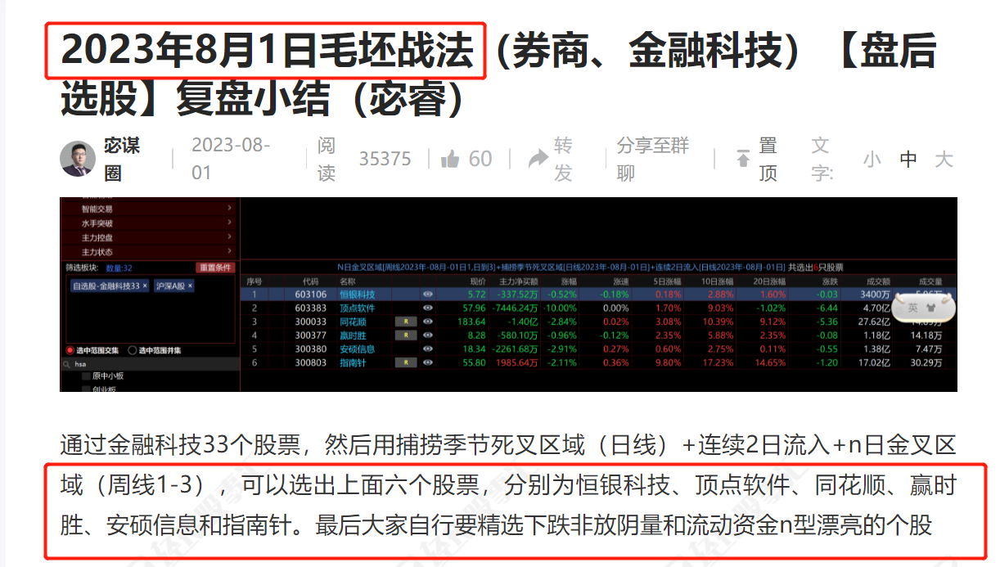 2023年8月1日毛坯战法（券商、金融科技）【盘后
选股】复盘小结（宓睿）
宓谋
圈
2023-08-
01
阅
读
35375
60
转
发
分享至群
聊
置
顶
文
字:
小 中 大
智能交易
水手突破
主力控盘
主力状态
筛选板块: 数量:32 重置条件
自选股-金融科技33 × 沪深A股 ×
选中范围交集 选中范围并集
hsa
原中小板
创业板
N日金叉区域[周线2023年-08月-01日1,日到3]+捕捞季节死叉区域[日线2023年-08月-01日]+连续2日流入[日线2023年-08月-01日] 共选出6只股票
序号 代码 名称 现价 主力净买额 涨幅 涨速 5日涨幅 10日涨幅 20日涨幅 涨跌 成交额 成交量
1 603106 恒银科技 5.72 -337.52万 -0.52% -0.18% 0.18% 2.88% 1.60% -0.03 3400万
2 603383 顶点软件 57.96 -7446.24万 -10.00% 0.00% 1.70% 9.03% -1.02% -6.44 4.70亿
3 300033 同花顺 R 183.64 -1.40亿 -2.84% 0.02% 3.08% 10.39% 9.12% -5.36 27.62亿
4 300377 赢时胜 R 8.28 -580.10万 -0.96% -0.12% 2.35% 5.88% 2.35% -0.08 1.18亿 14.18万
5 300380 安硕信息 18.34 -2261.68万 -2.91% 0.27% 0.60% 2.75% 0.11% -0.55 1.38亿 7.47万
6 300803 指南针 R 55.80 1985.64万 -2.11% 0.36% 9.80% 17.23% 14.65% -1.20 17.02亿 30.29万
英
通过金融科技33个股票，然后用捕捞季节死叉区域（日线）+连续2日流入+n日金叉区
域（周线1-3），可以选出上面六个股票，分别为恒银科技、顶点软件、同花顺、赢时
胜、安硕信息和指南针。最后大家自行要精选下跌非放阴量和流动资金n型漂亮的个股